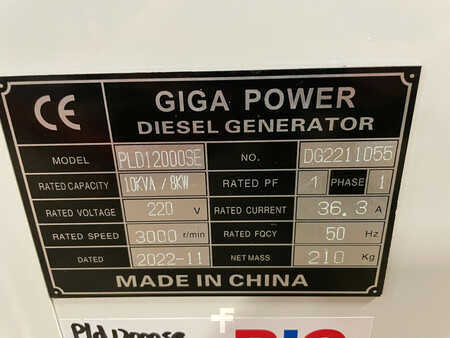 CE GIGA POWER
DIESEL GENERATOR
MODEL PLD12000SE NO. DG2211055
RATED CAPACITY 10KVA / 8KW RATED PF 1 PHASE 1
RATED VOLTAGE 220 V RATED CURRENT 36.3 A
RATED SPEED 3000 r/min RATED FQCY 50 Hz
DATED 2022-11 NET MASS 210 Kg
MADE IN CHINA
Pld12000se